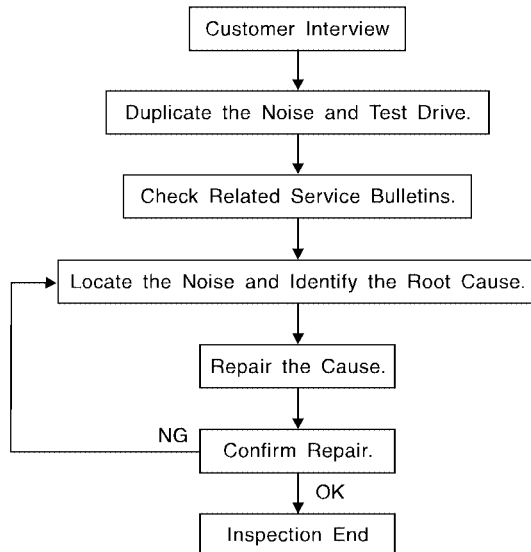 Customer Interview
Duplicate the Noise and Test Drive.
Check Related Service Bulletins.
Locate the Noise and Identify the Root Cause.
Repair the Cause.
NG
Confirm Repair.
OK
Inspection End